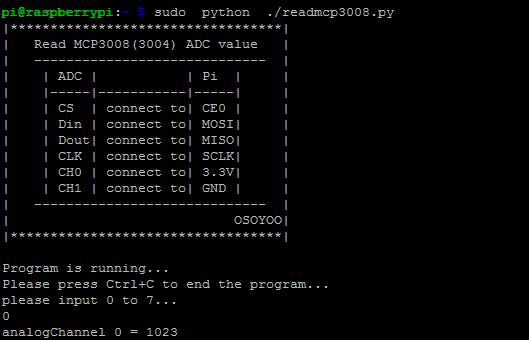 pi@raspberrypi:~ $ sudo  python  ./readmcp3008.py
|**********************************|
|   Read MCP3008(3004) ADC value   |
|   -----------------------------  |
|    | ADC |           | Pi  |     |
|    |-----|-----------|-----|     |
|    | CS  | connect to| CE0 |     |
|    | Din | connect to| MOSI|     |
|    | Dout| connect to| MISO|     |
|    | CLK | connect to| SCLK|     |
|    | CH0 | connect to| 3.3V|     |
|    | CH1 | connect to| GND |     |
|   -----------------------------  |
|                            OSOYOO|
|**********************************|
Program is running...
Please press Ctrl+C to end the program...
please input 0 to 7...
0
analogChannel 0 = 1023